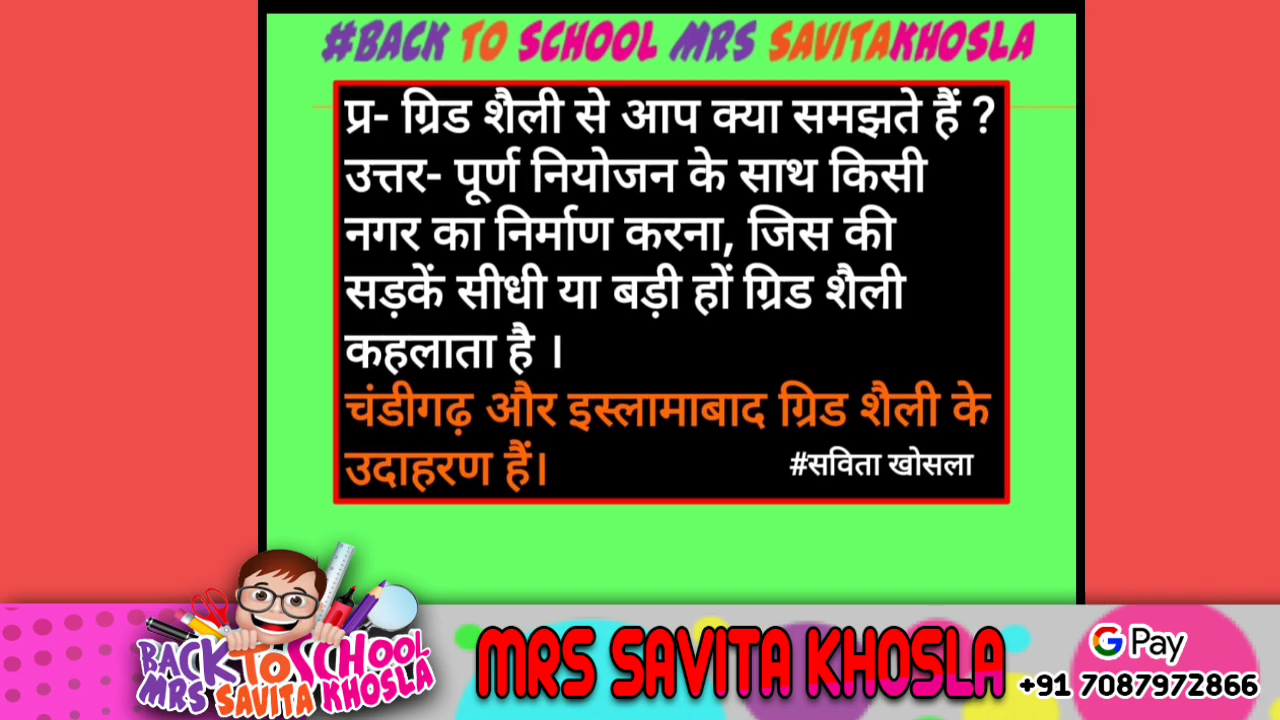 #BACK TO SCHOOL MRS SAVITAKHOSLA
प्र- ग्रिड शैली से आप क्या समझते हैं ?
उत्तर- पूर्ण नियोजन के साथ किसी
नगर का निर्माण करना, जिस की
सड़कें सीधी या बड़ी हों ग्रिड शैली
कहलाता है ।
चंडीगढ़ और इस्लामाबाद ग्रिड शैली के
उदाहरण हैं।
#सविता खोसला
BACK TO SCHOOL
MRS SAVITA KHOSLA
MRS SAVITA KHOSLA
G Pay
+91 7087972866